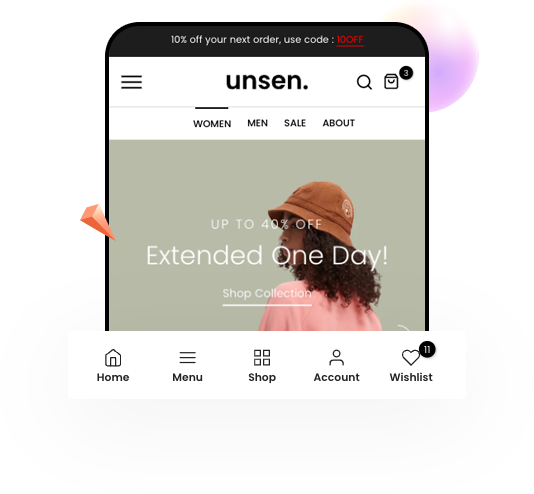 10% off your next order, use code : 10OFF
unsen.
3
WOMEN MEN SALE ABOUT
UP TO 40% OFF
Extended One Day!
Shop Collection
11
Home Menu Shop Account Wishlist